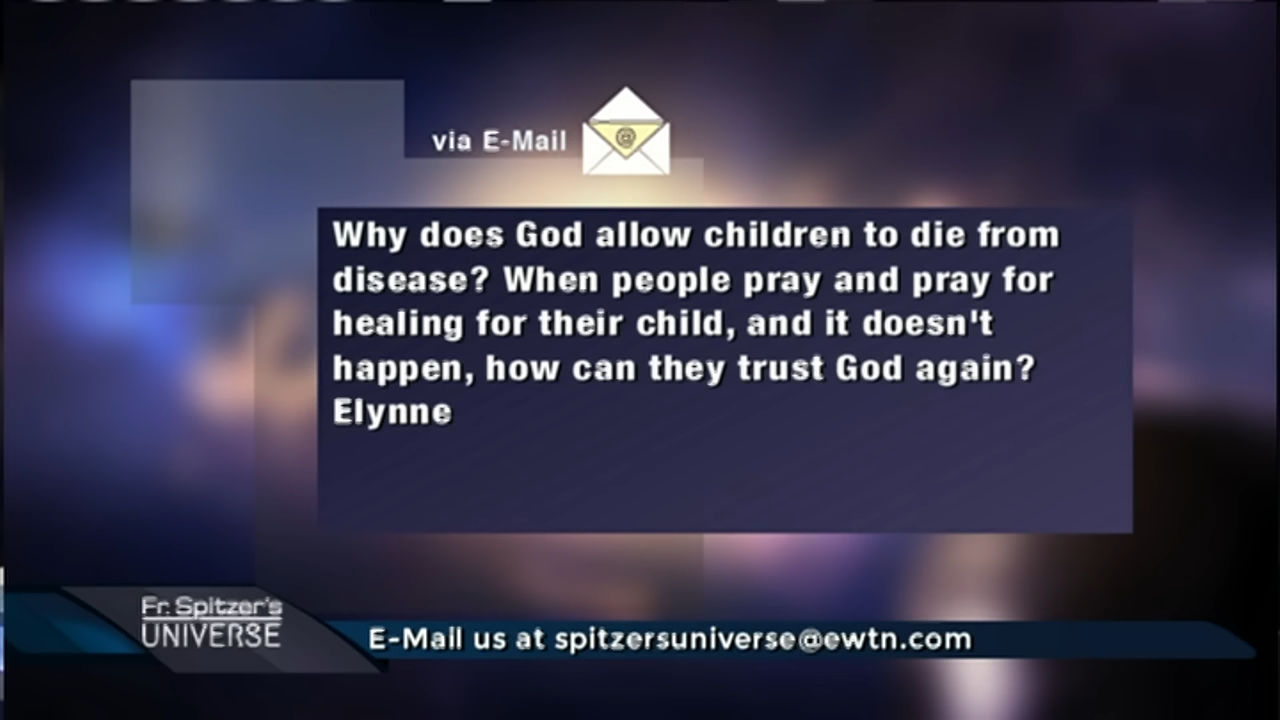 via E-Mail
@
Why does God allow children to die from
disease? When people pray and pray for
healing for their child, and it doesn't
happen, how can they trust God again?
Elynne
Fr. Spitzer's
UNIVERSE
E-Mail us at spitzersuniverse@ewtn.com